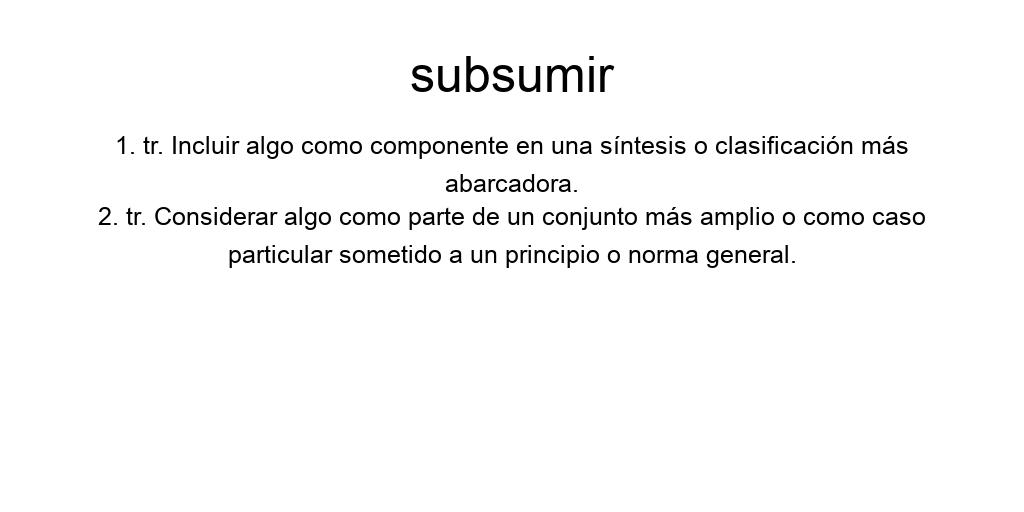 subsumir
1. tr. Incluir algo como componente en una síntesis o clasificación más
abarcadora.
2. tr. Considerar algo como parte de un conjunto más amplio o como caso
particular sometido a un principio o norma general.